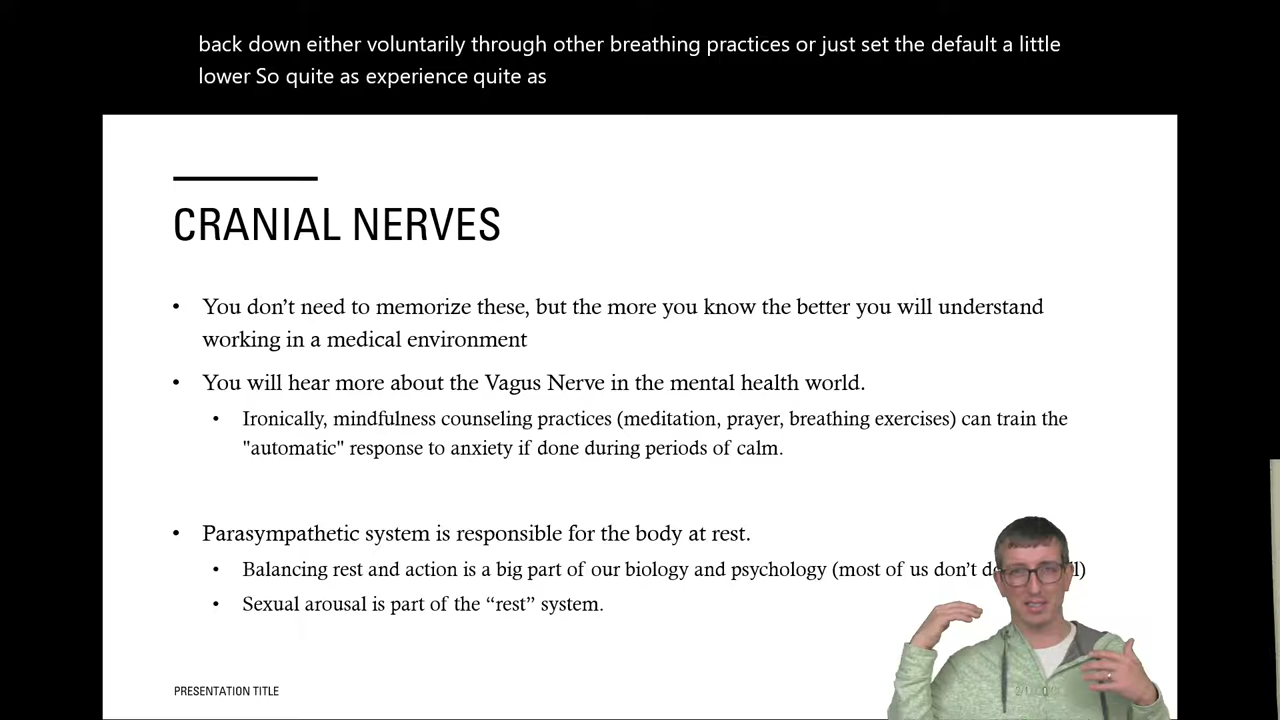 back down either voluntarily through other breathing practices or just set the default a little
lower So quite as experience quite as
CRANIAL NERVES
• You don’t need to memorize these, but the more you know the better you will understand
working in a medical environment
• You will hear more about the Vagus Nerve in the mental health world.
• Ironically, mindfulness counseling practices (meditation, prayer, breathing exercises) can train the
"automatic" response to anxiety if done during periods of calm.
• Parasympathetic system is responsible for the body at rest.
• Balancing rest and action is a big part of our biology and psychology (most of us don’t
• Sexual arousal is part of the “rest” system.
PRESENTATION TITLE